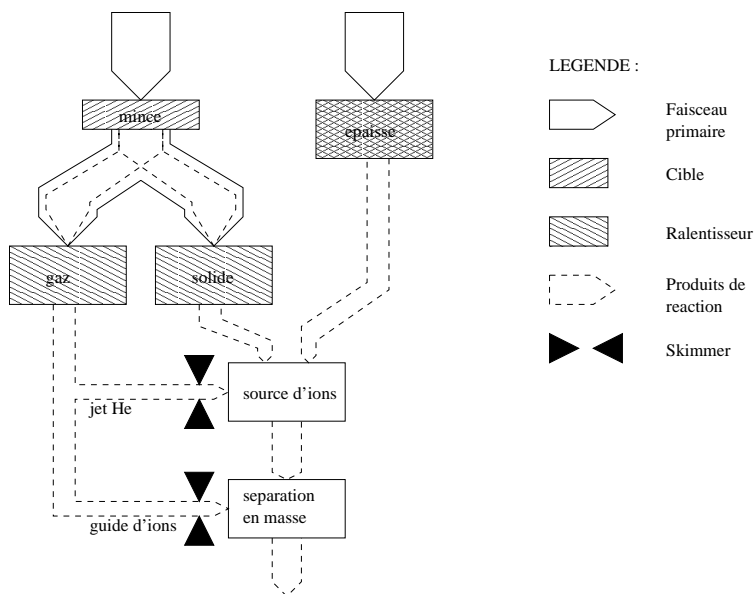 mince
epaisse
gaz
solide
jet He
source d'ions
guide d'ions
separation
en masse
LEGENDE :
Faisceau
primaire
Cible
Ralentisseur
Produits de
reaction
Skimmer